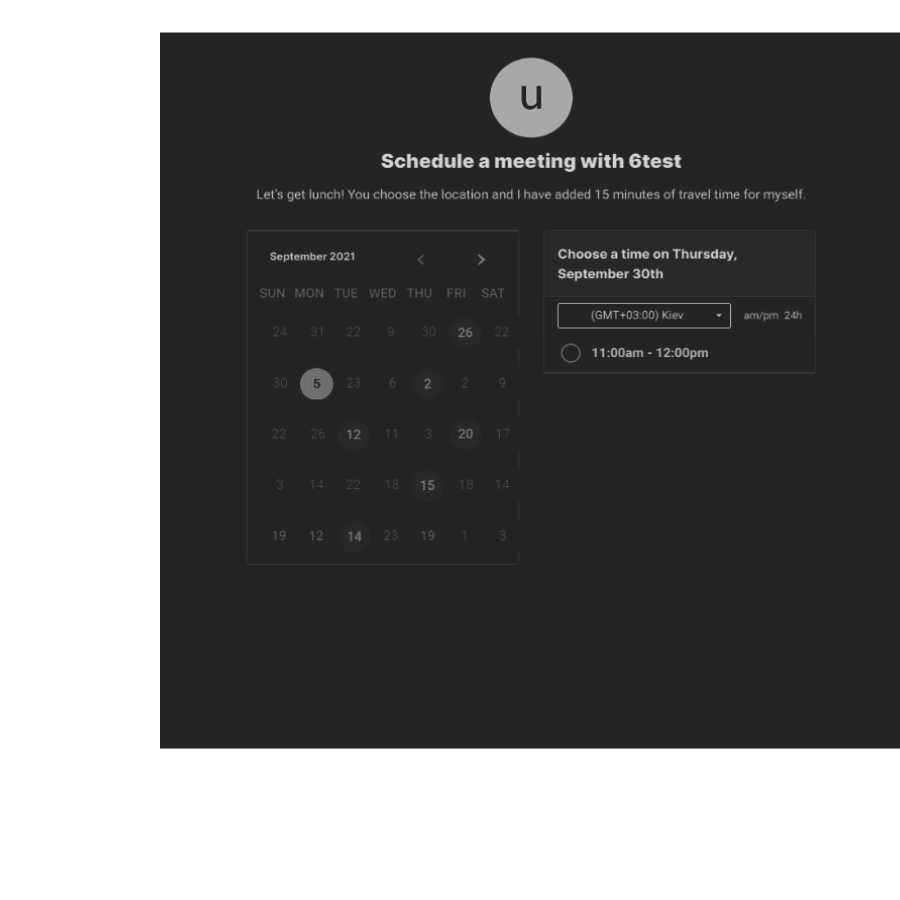 u
Schedule a meeting with 6test
Let's get lunch! You choose the location and I have added 15 minutes of travel time for myself.
September 2021
SUN MON TUE WED THU FRI SAT
24 31 22 9 30 26 22
30 5 23 6 2 2 9
22 26 12 11 3 20 17
3 14 22 18 15 18 14
19 12 14 23 19 1 3
Choose a time on Thursday,
September 30th
(GMT+03:00) Kiev am/pm 24h
11:00am - 12:00pm